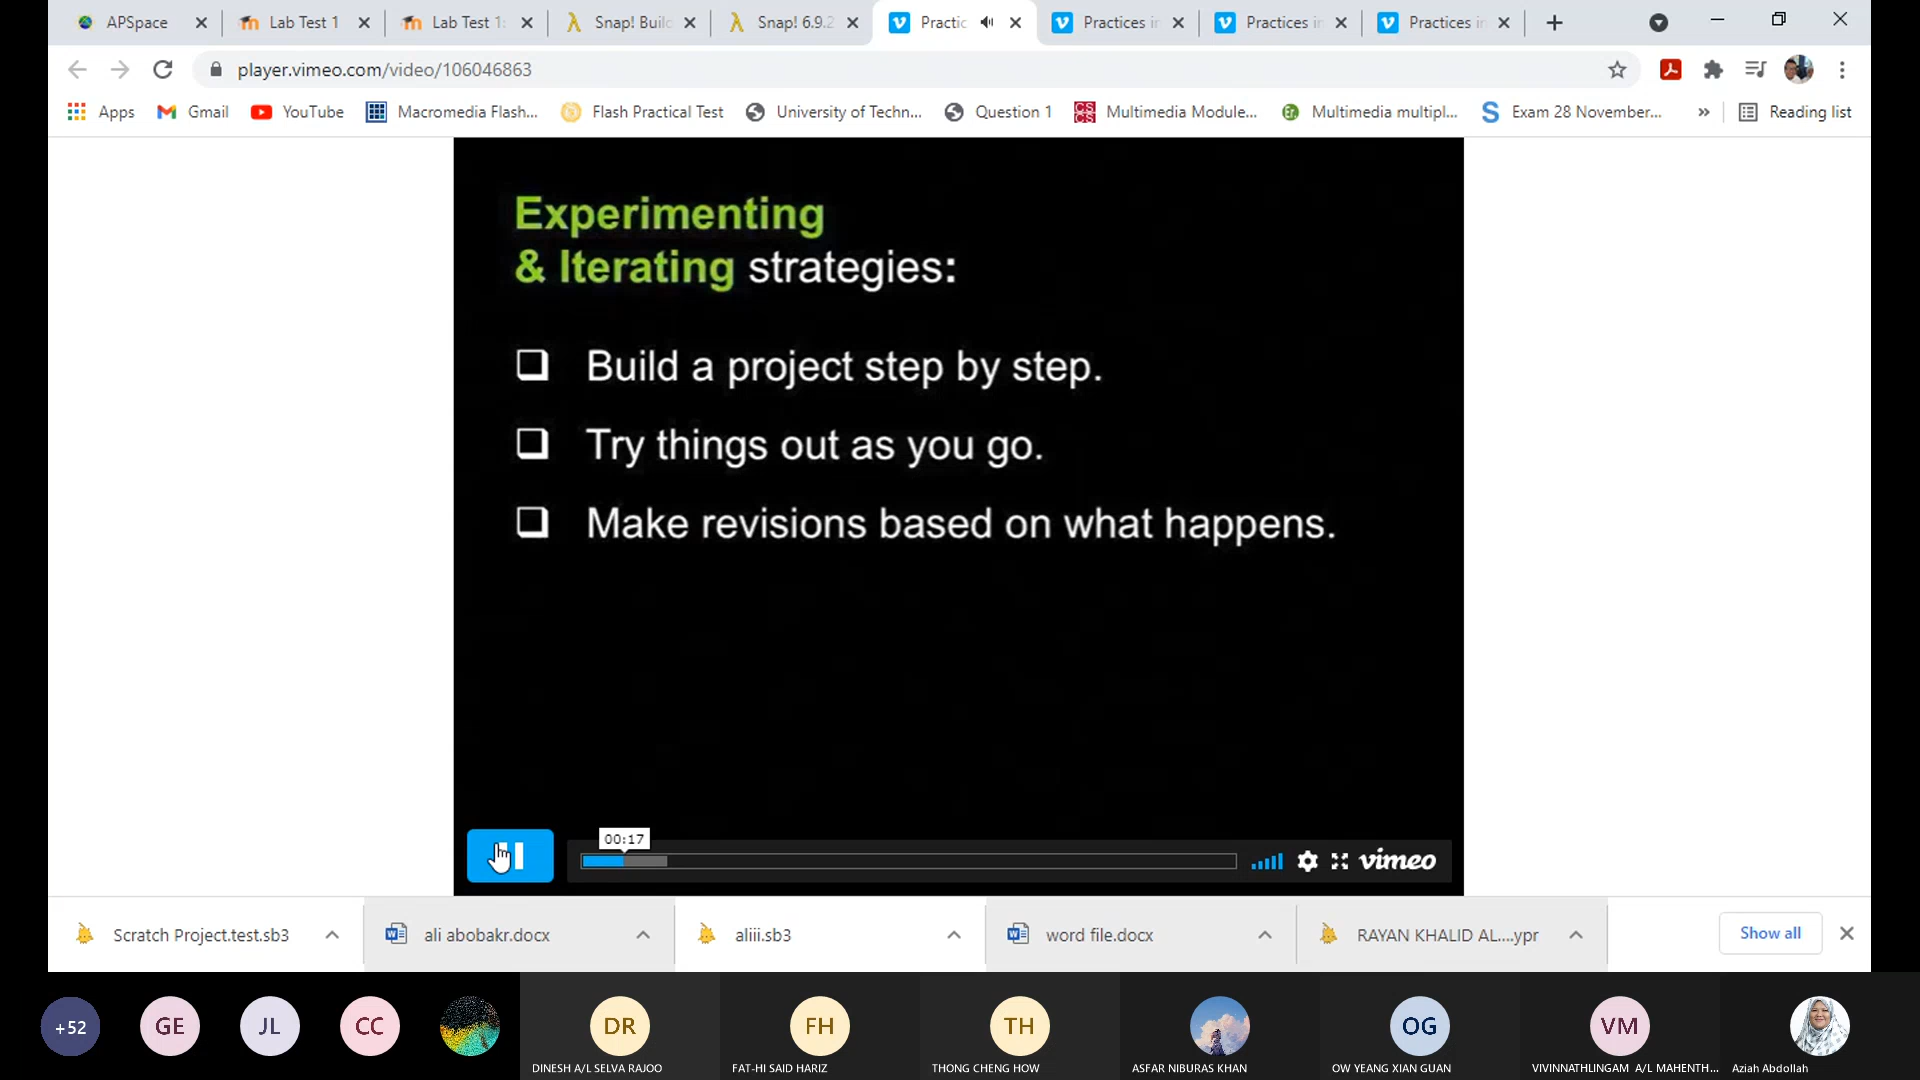 APSpace
Lab Test 1
Lab Test 1:
Snap! Buil
Snap! 6.9.2
Practic
Practices in
Practices in
Practices in
player.vimeo.com/video/106046863
Apps
Gmail
YouTube
Macromedia Flash...
Flash Practical Test
University of Techn...
Question 1
CS
CS
Multimedia Module...
Multimedia multipl...
Exam 28 November...
»
Reading list
Experimenting
& Iterating strategies:
Build a project step by step.
Try things out as you go.
Make revisions based on what happens.
00:17
vimeo
Scratch Project.test.sb3
ali abobakr.docx
aliii.sb3
word file.docx
RAYAN KHALID AL....ypr
Show all
+52
GE
JL
CC
DR
FH
TH
OG
VM
DINESH A/L SELVA RAJOO
FAT-HI SAID HARIZ
THONG CHENG HOW
ASFAR NIBURAS KHAN
OW YEANG XIAN GUAN
VIVINNATHLINGAM A/L MAHENTH...
Aziah Abdollah